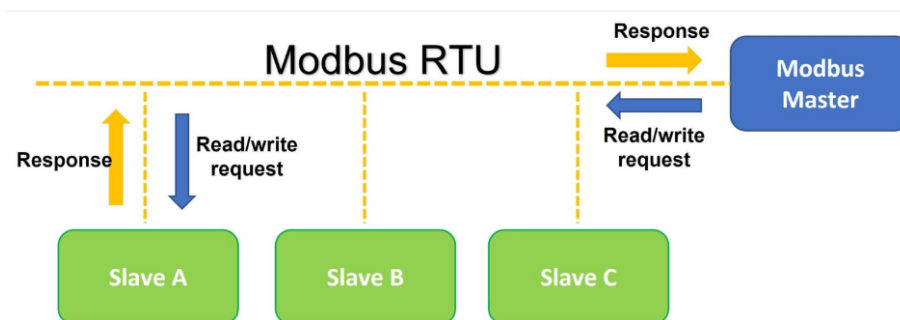 Modbus RTU
Response
Modbus
Master
Read/write
request
Response
Read/write
request
Slave A
Slave B
Slave C